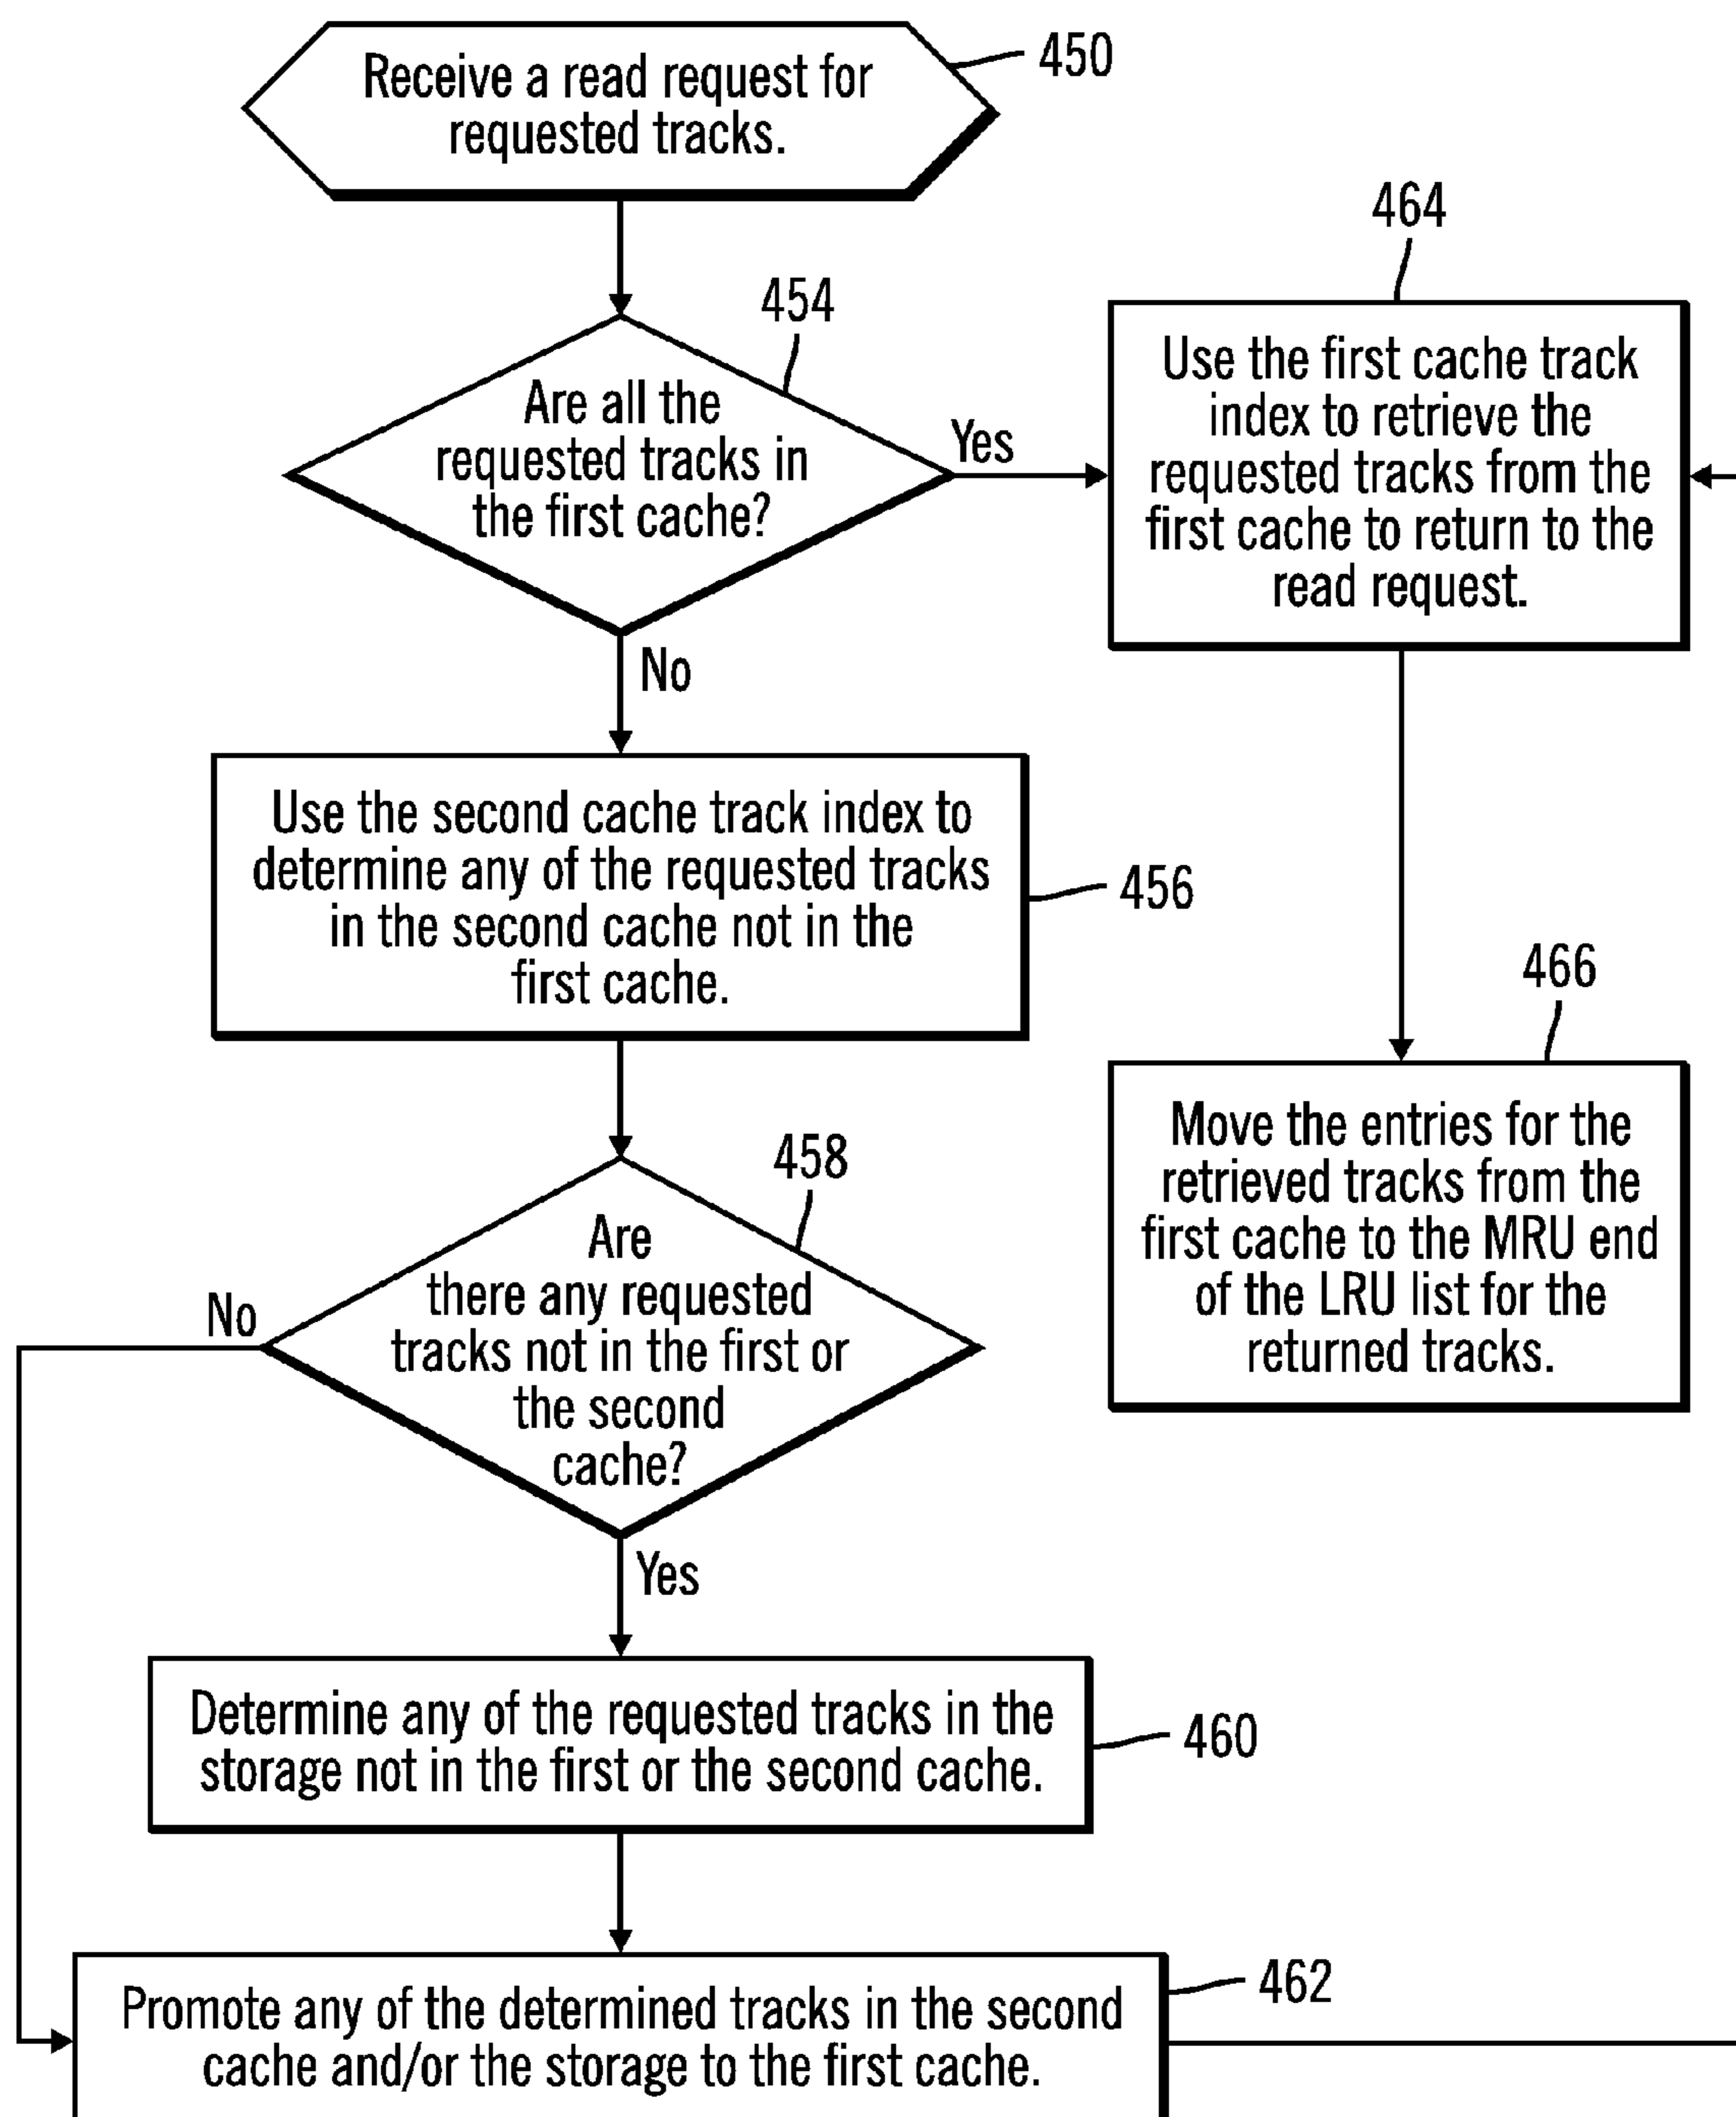 Receive a read request for
requested tracks.
450
454
Are all the
requested tracks in
the first cache?
Yes
No
464
Use the first cache track
index to retrieve the
requested tracks from the
first cache to return to the
read request.
Use the second cache track index to
determine any of the requested tracks
in the second cache not in the
first cache.
456
466
Move the entries for the
retrieved tracks from the
first cache to the MRU end
of the LRU list for the
returned tracks.
458
Are
there any requested
tracks not in the first or
the second
cache?
No
Yes
Determine any of the requested tracks in the
storage not in the first or the second cache.
460
Promote any of the determined tracks in the second
cache and/or the storage to the first cache.
462